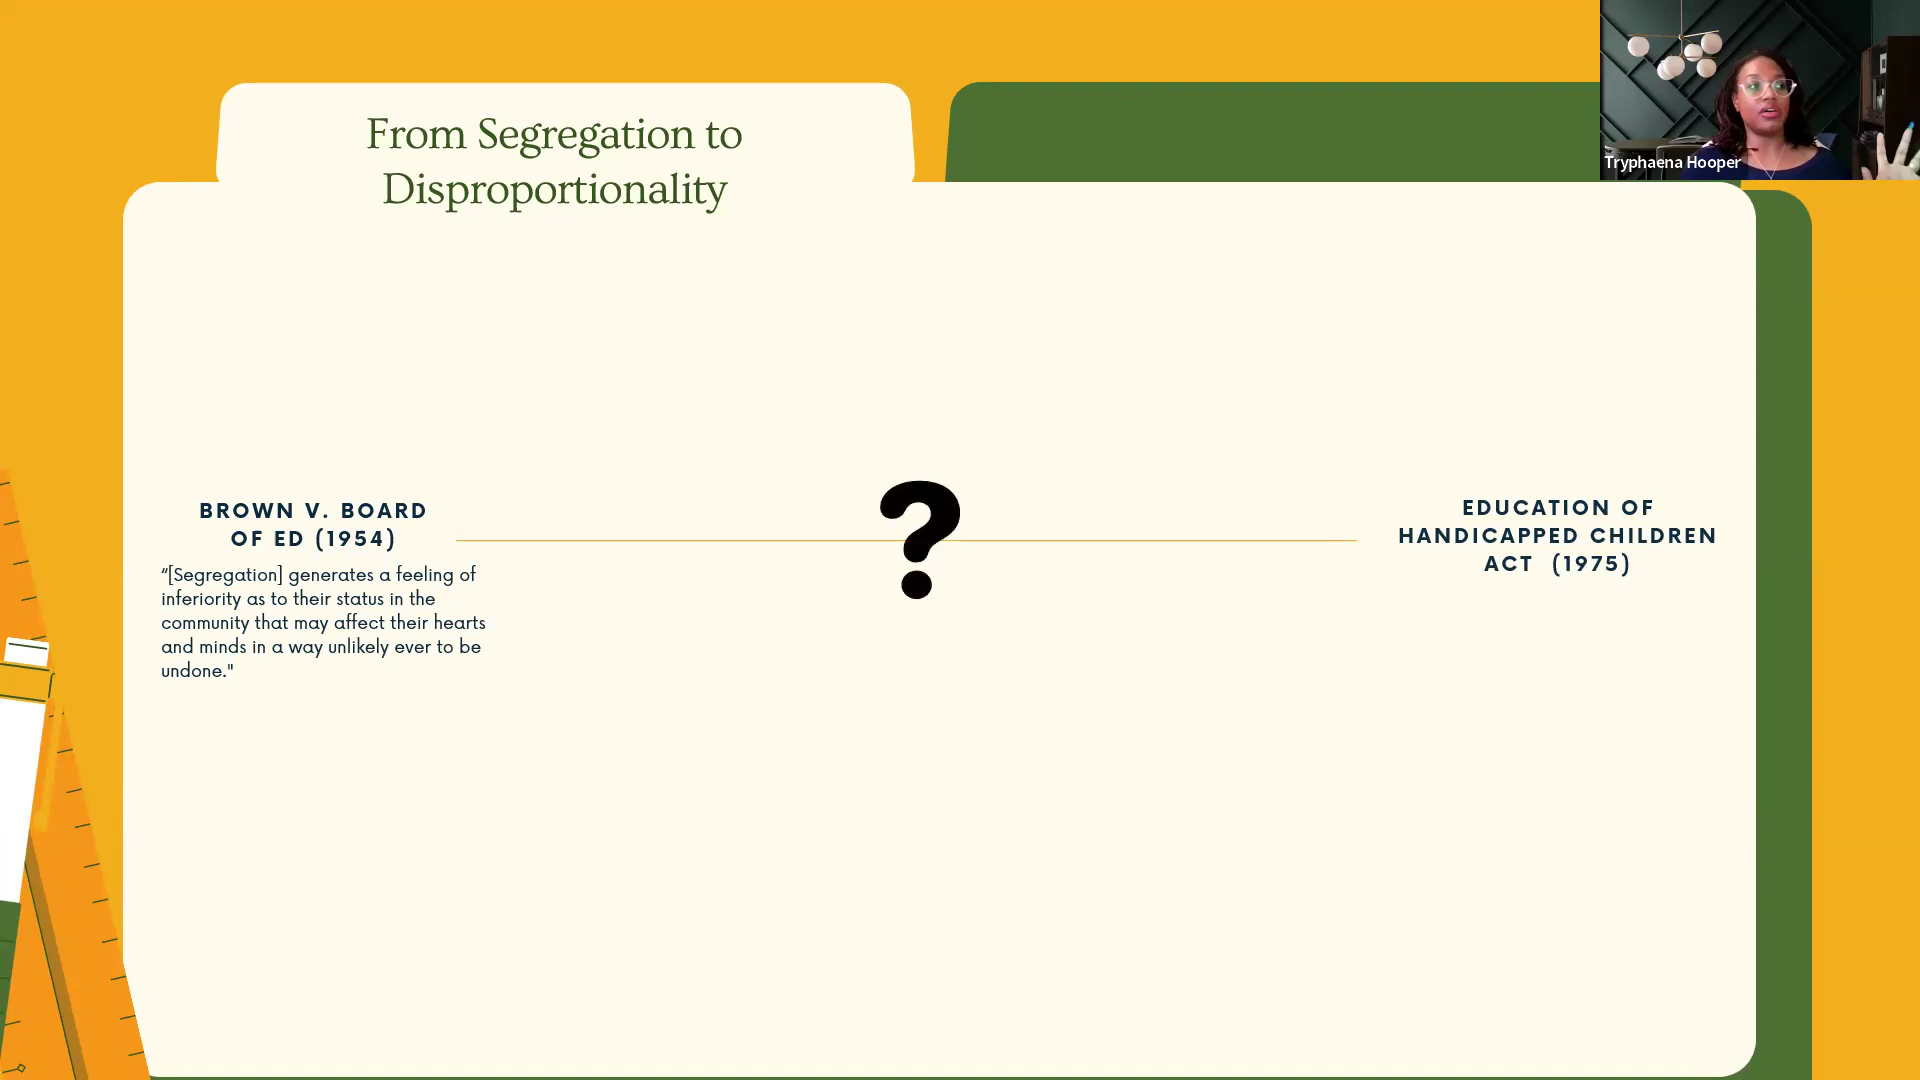 From Segregation to
Disproportionality
Tryphaena Hooper
BROWN V. BOARD
OF ED (1954)
“[Segregation] generates a feeling of
inferiority as to their status in the
community that may affect their hearts
and minds in a way unlikely ever to be
undone."
?
EDUCATION OF
HANDICAPPED CHILDREN
ACT (1975)